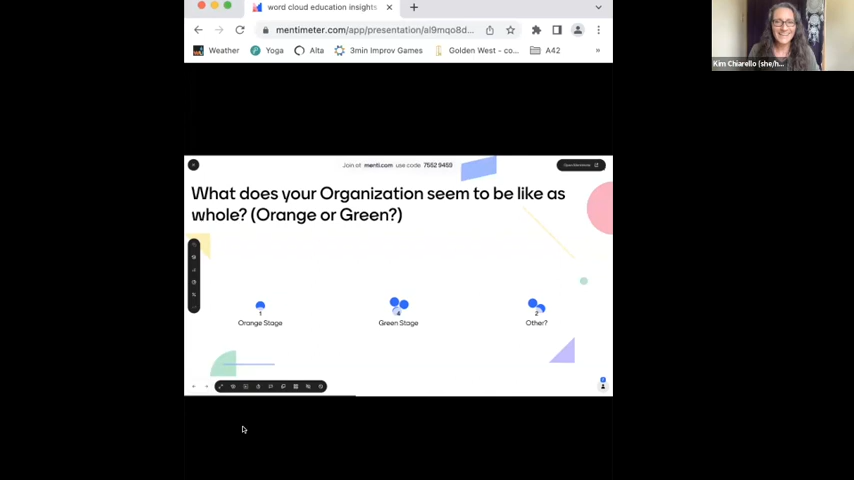 word cloud education insights
mentimeter.com/app/presentation/al9mqo8d...
Weather
Yoga
Alta
3min Improv Games
Golden West - co...
A42
»
Kim Chiarello (she/h...
Join at menti.com use code 7552 9459
What does your Organization seem to be like as
whole? (Orange or Green?)
1
4
2
Orange Stage
Green Stage
Other?